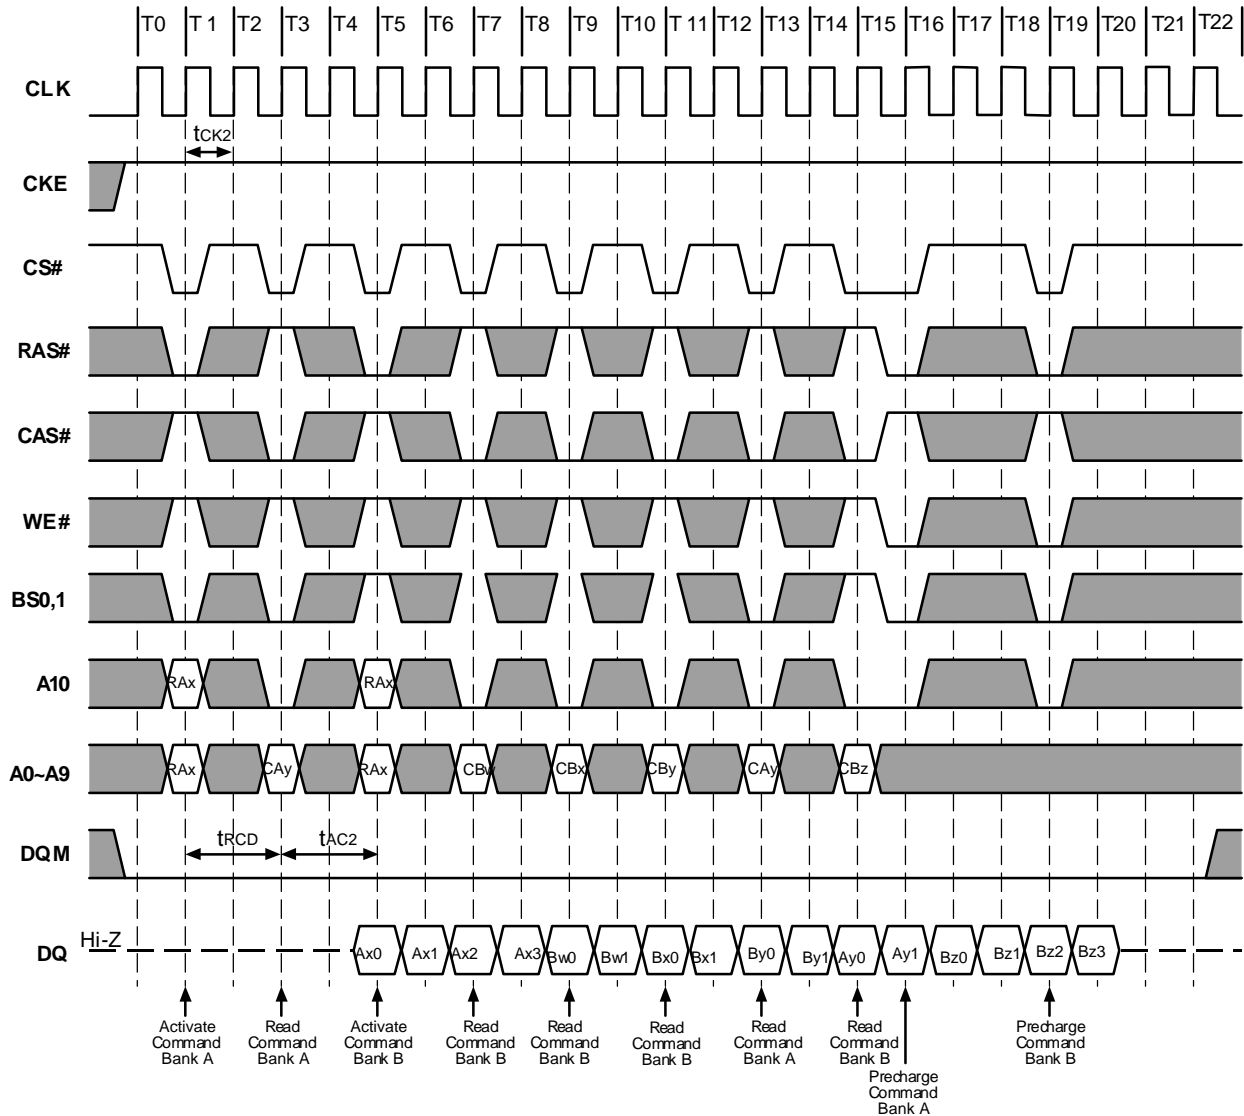 T0 T 1 T2 T3 T4 T5 T6 T7 T8 T9 T10 T 11 T12 T13 T14 T15 T16 T17 T18 T19 T20 T21 T22
CLK
tCK2
CKE
CS#
RAS#
CAS#
WE#
BS0,1
A10
RAx RAx
A0~A9
RAx CAy RAx CBw CBx CBy CAy CBz
tRCD tAC2
DQM
Hi-Z
DQ
Ax0 Ax1 Ax2 Ax3 Bw0 Bw1 Bx0 Bx1 By0 By1 Ay0 Ay1 Bz0 Bz1 Bz2 Bz3
Activate
Command
Bank A
Read
Command
Bank A
Activate
Command
Bank B
Read
Command
Bank B
Read
Command
Bank B
Read
Command
Bank B
Read
Command
Bank A
Read
Command
Bank B
Precharge
Command
Bank A
Precharge
Command
Bank B